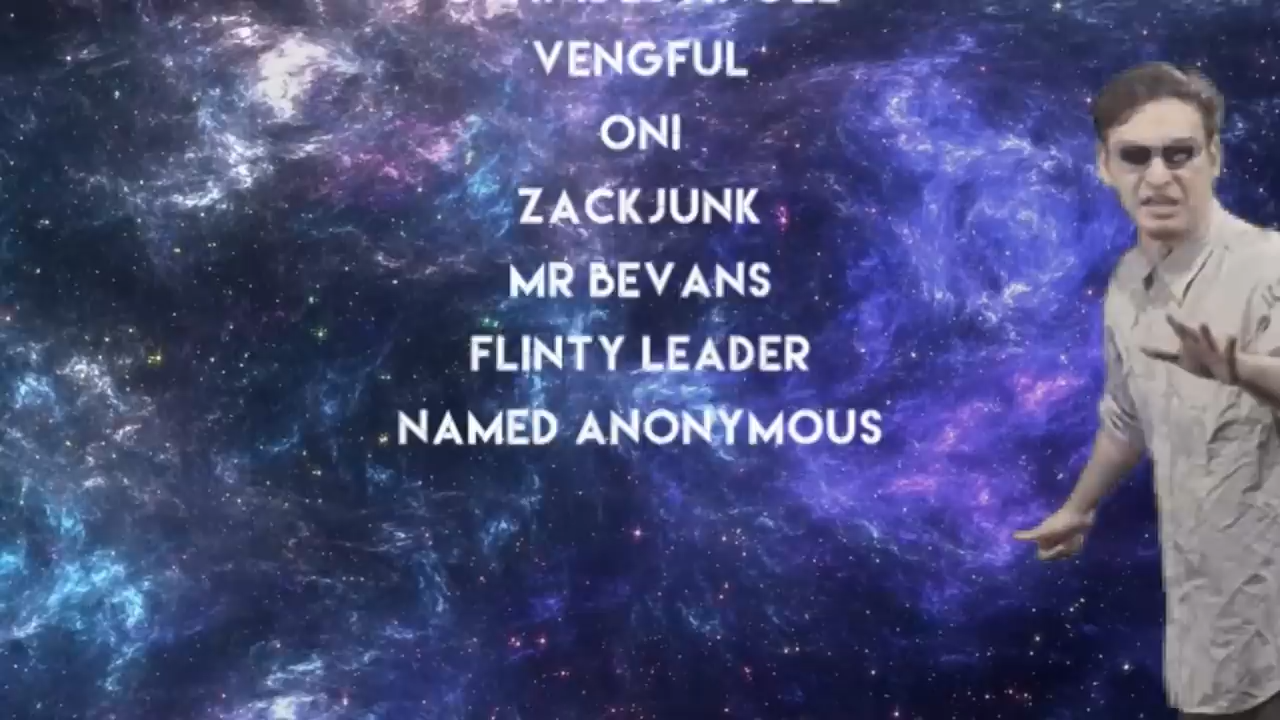 VENGFUL
ONI
ZACKJUNK
MR BEVANS
FLINTY LEADER
NAMED ANONYMOUS